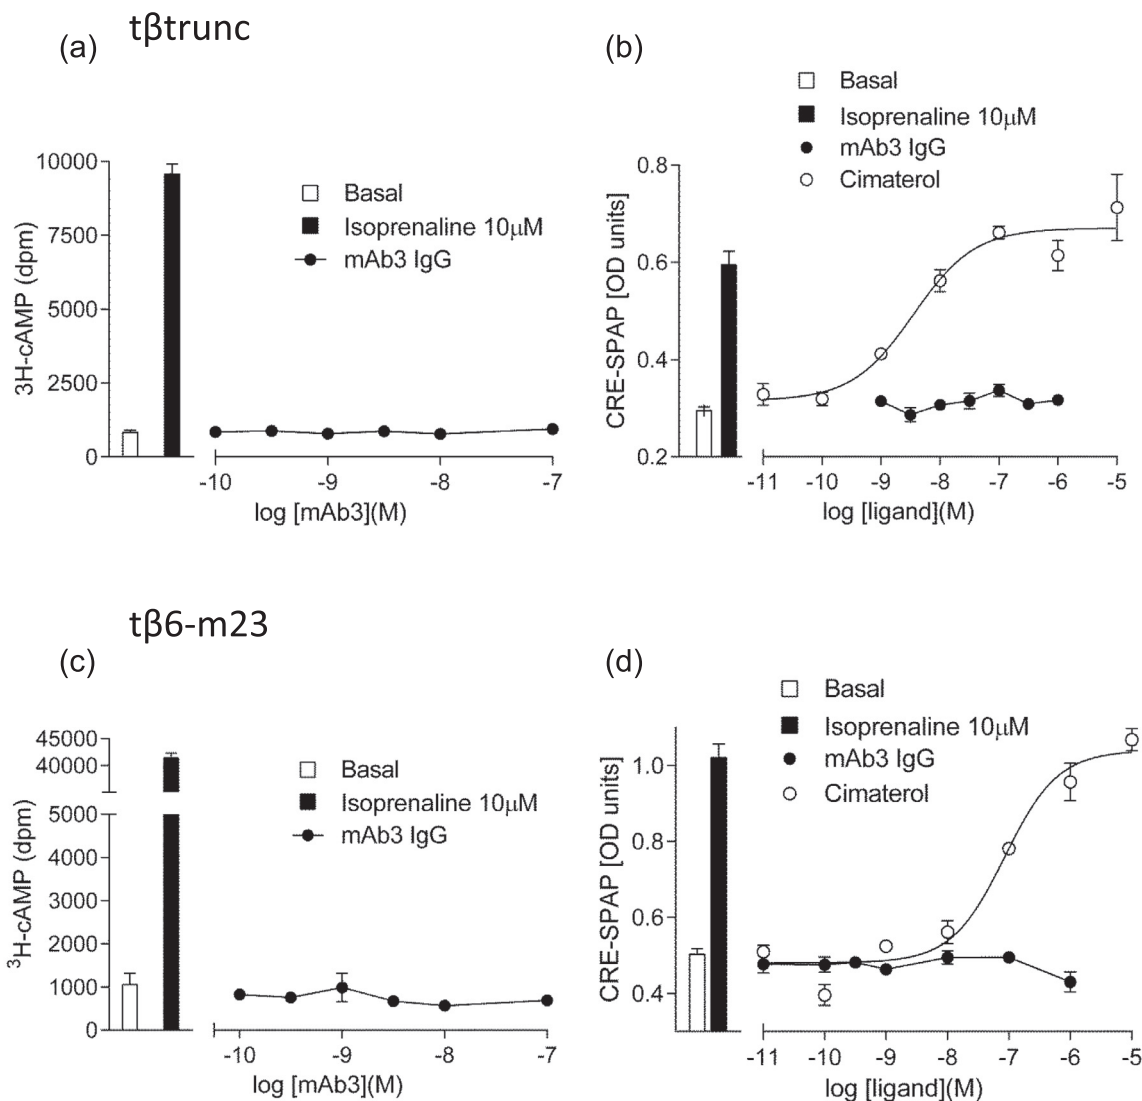 tβtrunc
(a)
3H-cAMP (dpm)
10000
7500
5000
2500
0
Basal
Isoprenaline 10μM
mAb3 IgG
-10 -9 -8 -7
log [mAb3](M)
(b)
Basal
Isoprenaline 10μM
mAb3 IgG
Cimaterol
CRE-SPAP [OD units]
0.8
0.6
0.4
0.2
-11 -10 -9 -8 -7 -6 -5
log [ligand](M)
tβ6-m23
(c)
³H-cAMP (dpm)
45000
40000
5000
4000
3000
2000
1000
0
Basal
Isoprenaline 10μM
mAb3 IgG
-10 -9 -8 -7
log [mAb3](M)
(d)
Basal
Isoprenaline 10μM
mAb3 IgG
Cimaterol
CRE-SPAP [OD units]
1.0
0.8
0.6
0.4
-11 -10 -9 -8 -7 -6 -5
log [ligand](M)